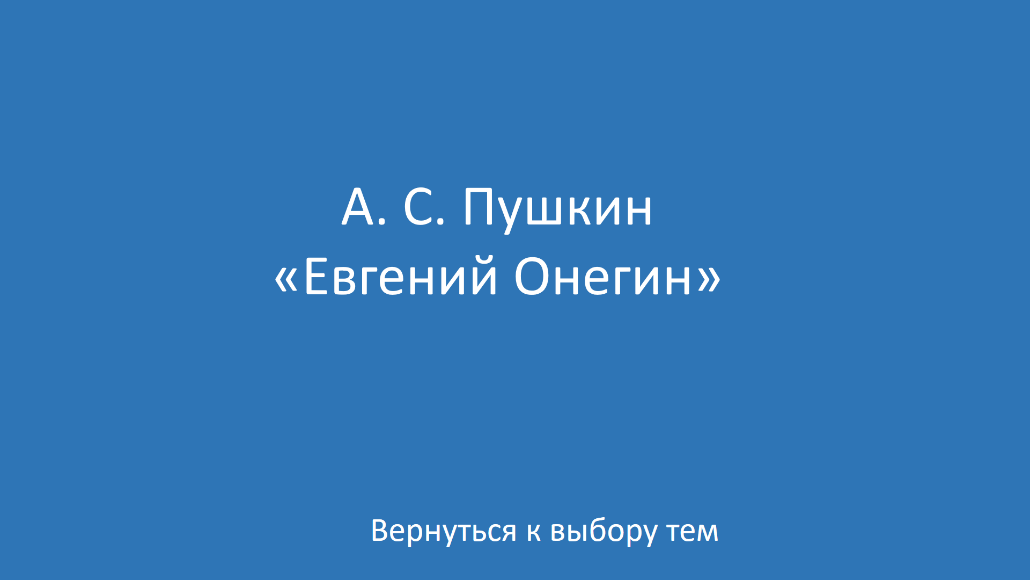 А. С. Пушкин
«Евгений Онегин»
Вернуться к выбору тем